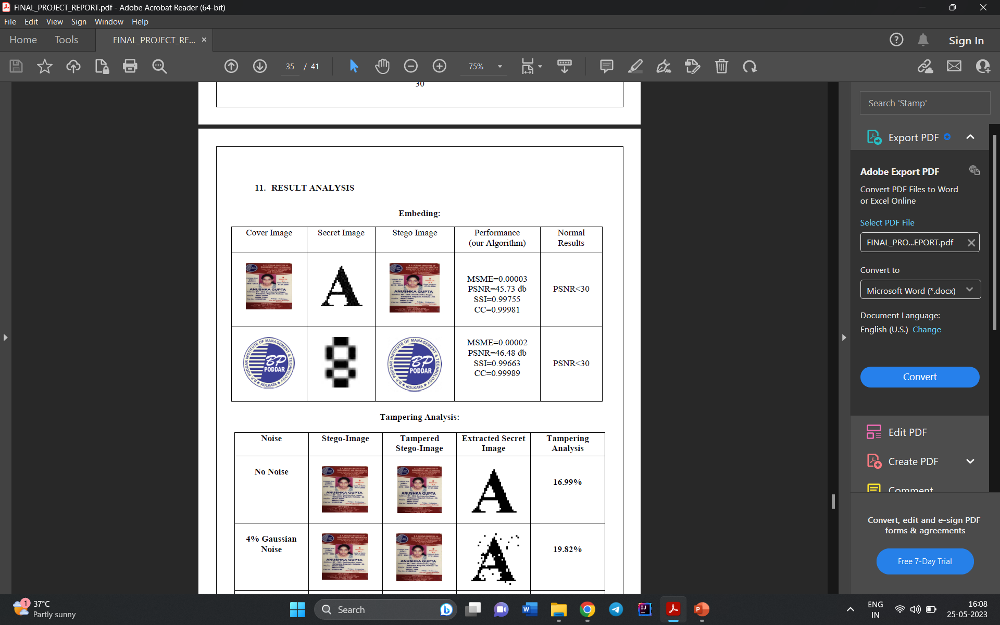 FINAL_PROJECT_REPORT.pdf - Adobe Acrobat Reader (64-bit)
File Edit View Sign Window Help
Home Tools FINAL_PROJECT_RE... × Sign In
35 / 41 75%
30
11. RESULT ANALYSIS
Embeding:
Cover Image Secret Image Stego Image Performance (our Algorithm) Normal Results
ANUSHKA GUPTA
A
ANUSHKA GUPTA
MSME=0.00003
PSNR=45.73 db
SSI=0.99755
CC=0.99981
PSNR<30
B.P. PODDAR INSTITUTE OF MANAGEMENT & TECHNOLOGY
KOLKATA
BP
PODDAR
8
B.P. PODDAR INSTITUTE OF MANAGEMENT & TECHNOLOGY
KOLKATA
BP
PODDAR
MSME=0.00002
PSNR=46.48 db
SSI=0.99663
CC=0.99989
PSNR<30
Tampering Analysis:
Noise Stego-Image Tampered Stego-Image Extracted Secret Image Tampering Analysis
No Noise
ANUSHKA GUPTA
ANUSHKA GUPTA
A
16.99%
4% Gaussian
Noise
ANUSHKA GUPTA
ANUSHKA GUPTA
A
19.82%
Search 'Stamp'
Export PDF
Adobe Export PDF
Convert PDF Files to Word
or Excel Online
Select PDF File
FINAL_PRO...EPORT.pdf
Convert to
Microsoft Word (*.docx)
Document Language:
English (U.S.) Change
Convert
Edit PDF
Create PDF
Comment
Convert, edit and e-sign PDF
forms & agreements
Free 7-Day Trial
1
37°C
Partly sunny
Search
ENG
IN
16:08
25-05-2023